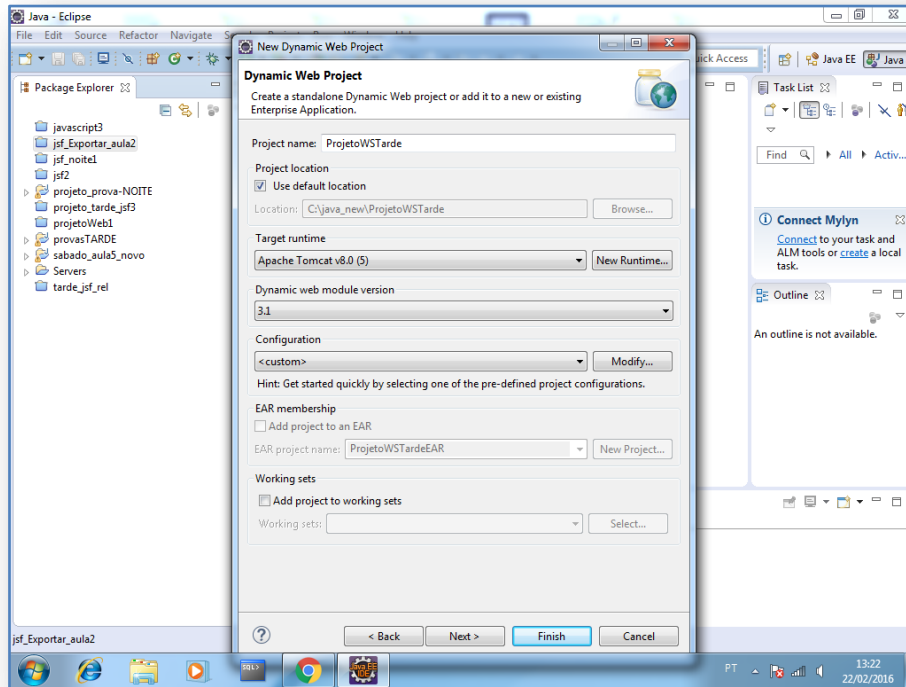 Java - Eclipse
File Edit Source Refactor Navigate
Quick Access
Java EE
Java
Package Explorer
javascript3
jsf_Exportar_aula2
jsf_noite1
jsf2
projeto_prova-NOITE
projeto_tarde_jsf3
projetoWeb1
provasTARDE
sabado_aula5_novo
Servers
tarde_jsf_rel
New Dynamic Web Project
Dynamic Web Project
Create a standalone Dynamic Web project or add it to a new or existing
Enterprise Application.
Project name: ProjetoWSTarde
Project location
Use default location
Location: C:\java_new\ProjetoWSTarde Browse...
Target runtime
Apache Tomcat v8.0 (5) New Runtime...
Dynamic web module version
3.1
Configuration
<custom> Modify...
Hint: Get started quickly by selecting one of the pre-defined project configurations.
EAR membership
Add project to an EAR
EAR project name: ProjetoWSTardeEAR New Project...
Working sets
Add project to working sets
Working sets: Select...
< Back Next > Finish Cancel
Task List
Find All Activ...
Connect Mylyn
Connect to your task and
ALM tools or create a local
task.
Outline
An outline is not available.
jsf_Exportar_aula2
SQL>
Java EE
IDE
PT
13:22
22/02/2016